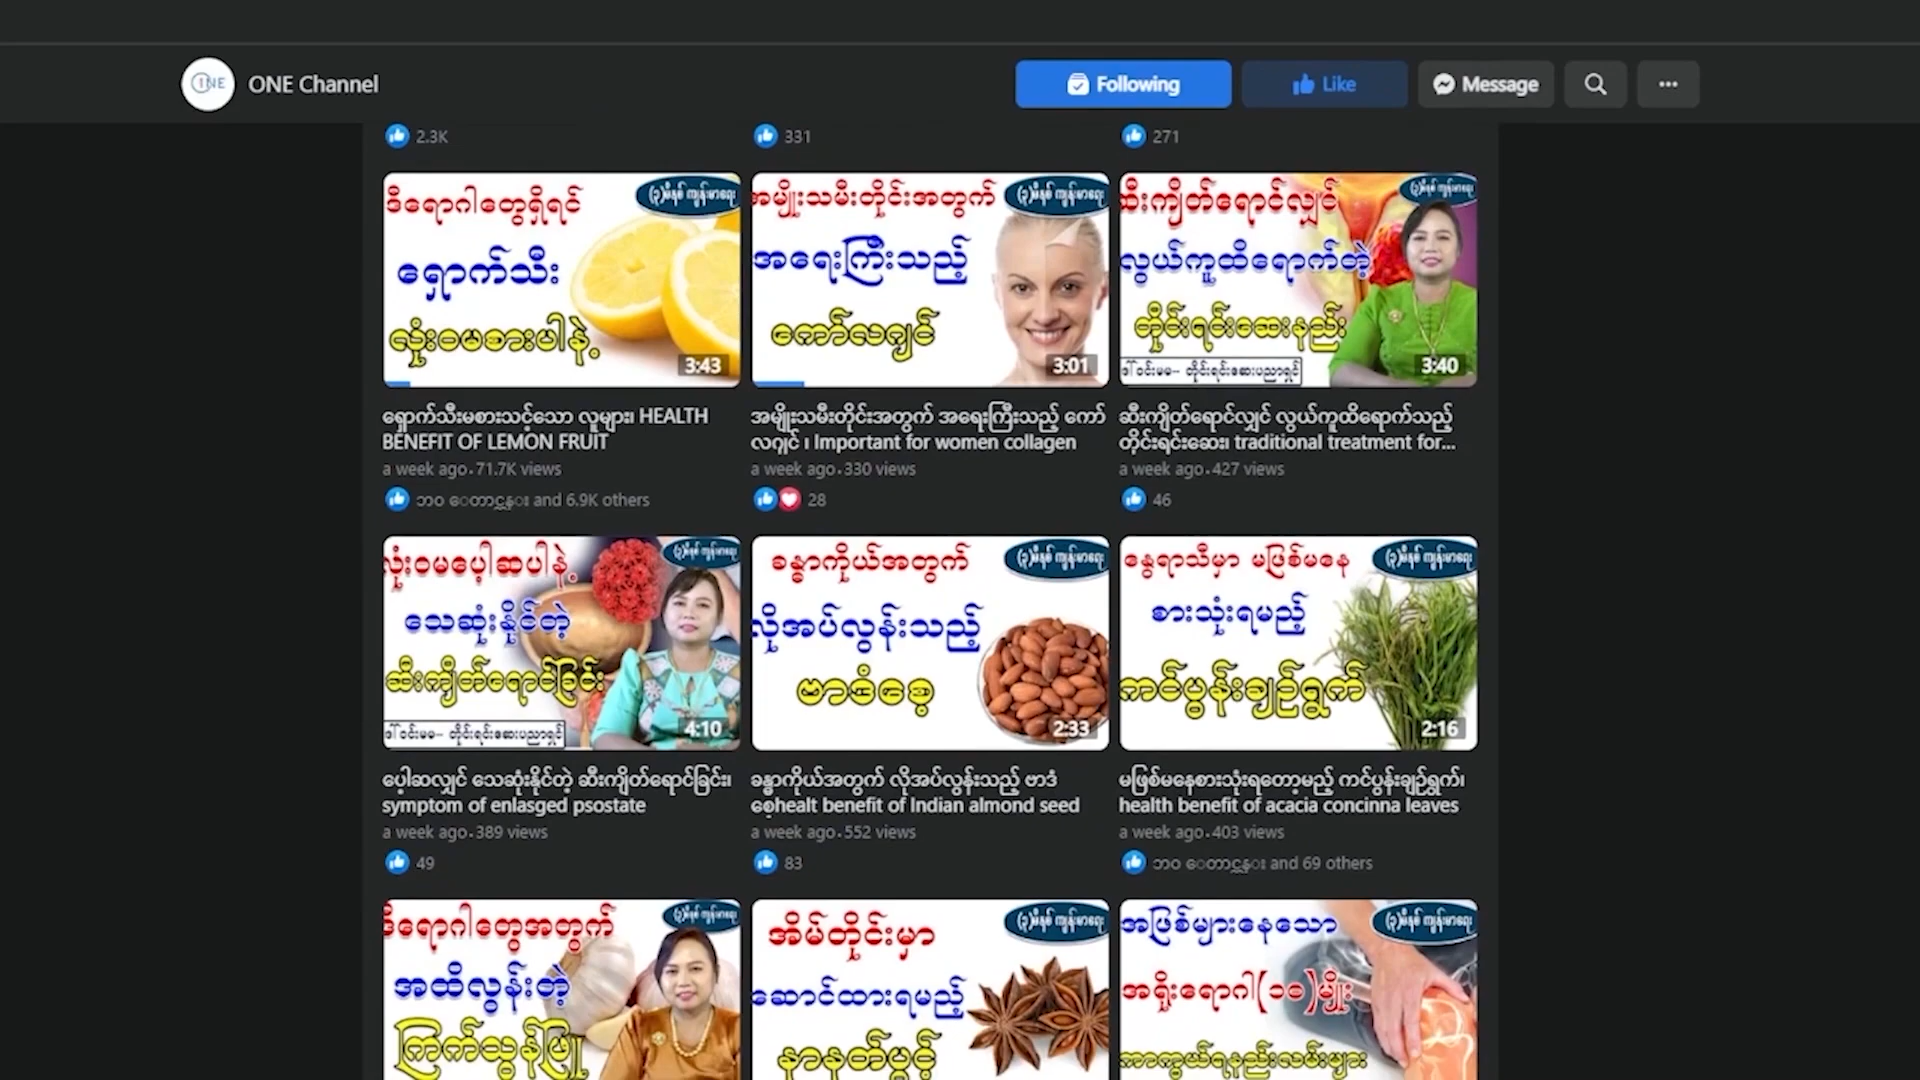 ONE
ONE Channel
Following
Like
Message
2.3K
331
271
ဒီရောဂါတွေရှိရင်
(၃)မိနစ် ကျန်းမာရေး
ရှောက်သီး
လုံးဝမစားပါနဲ့
3:43
အမျိုးသမီးတိုင်းအတွက်
(၃)မိနစ် ကျန်းမာရေး
အရေးကြီးသည့်
ကော်လဂျင်
3:01
ဆီးကျိတ်ရောင်လျှင်
(၃)မိနစ် ကျန်းမာရေး
လွယ်ကူထိရောက်တဲ့
တိုင်းရင်းဆေးနည်း
ဒေါ်ဝင်းမမ- တိုင်းရင်းဆေးပညာရှင်
3:40
ရှောက်သီးမစားသင့်သော လူများ၊ HEALTH
BENEFIT OF LEMON FRUIT
a week ago · 71.7K views
ဘဝ ေတာင္တန္း and 6.9K others
အမျိုးသမီးတိုင်းအတွက် အရေးကြီးသည့် ကော်
လဂျင် ၊ Important for women collagen
a week ago · 330 views
28
ဆီးကျိတ်ရောင်လျှင် လွယ်ကူထိရောက်သည့်
တိုင်းရင်းဆေး၊ traditional treatment for...
a week ago · 427 views
46
လုံးဝမပေ့ါဆပါနဲ့
(၃)မိနစ် ကျန်းမာရေး
သေဆုံးနိုင်တဲ့
ဆီးကျိတ်ရောင်ခြင်း
ဒေါ်ဝင်းမမ- တိုင်းရင်းဆေးပညာရှင်
4:10
ခန္ဓာကိုယ်အတွက်
(၃)မိနစ် ကျန်းမာရေး
လိုအပ်လွန်းသည့်
ဗာဒံစေ့
2:33
နွေရာသီမှာ မဖြစ်မနေ
(၃)မိနစ် ကျန်းမာရေး
စားသုံးရမည့်
ကင်ပွန်းချဉ်ရွက်
2:16
ပေ့ါဆလျှင် သေဆုံးနိုင်တဲ့ ဆီးကျိတ်ရောင်ခြင်း၊
symptom of enlasged psostate
a week ago · 389 views
49
ခန္ဓာကိုယ်အတွက် လိုအပ်လွန်းသည့် ဗာဒံ
စေ့healt benefit of Indian almond seed
a week ago · 552 views
83
မဖြစ်မနေစားသုံးရတော့မည့် ကင်ပွန်းချဉ်ရွက်၊
health benefit of acacia concinna leaves
a week ago · 403 views
ဘဝ ေတာင္တန္း and 69 others
ဒီရောဂါတွေအတွက်
(၃)မိနစ် ကျန်းမာရေး
အထိလွန်းတဲ့
ကြက်သွန်ဖြူ
အိမ်တိုင်းမှာ
(၃)မိနစ် ကျန်းမာရေး
ဆောင်ထားရမည့်
နာနတ်ပွင့်
အဖြစ်များနေသော
(၃)မိနစ် ကျန်းမာရေး
အရိုးရောဂါ(၁၀)မျိုး
ကာကွယ်ရနည်းလမ်းများ